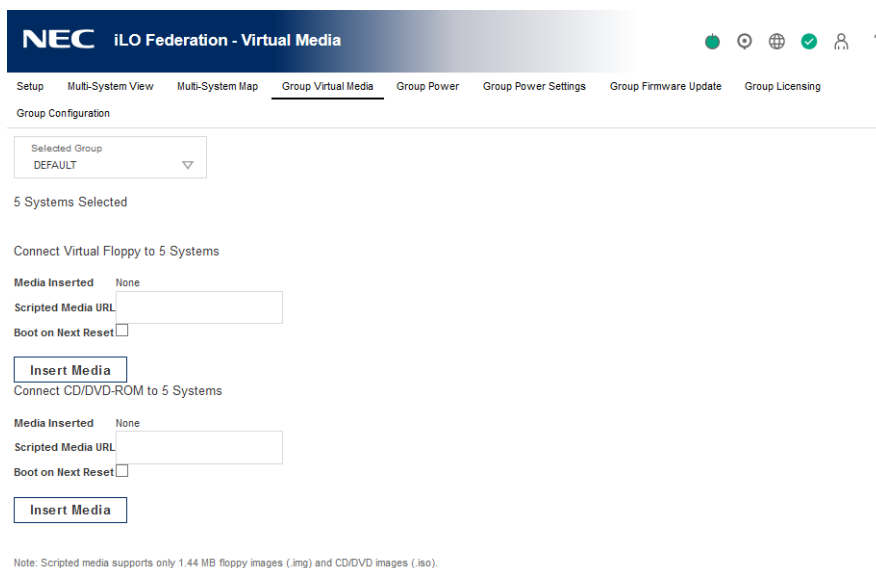 NEC iLO Federation - Virtual Media
Setup Multi-System View Multi-System Map Group Virtual Media Group Power Group Power Settings Group Firmware Update Group Licensing
Group Configuration
Selected Group
DEFAULT
5 Systems Selected
Connect Virtual Floppy to 5 Systems
Media Inserted None
Scripted Media URL
Boot on Next Reset
Insert Media
Connect CD/DVD-ROM to 5 Systems
Media Inserted None
Scripted Media URL
Boot on Next Reset
Insert Media
Note: Scripted media supports only 1.44 MB floppy images (.img) and CD/DVD images (.iso).